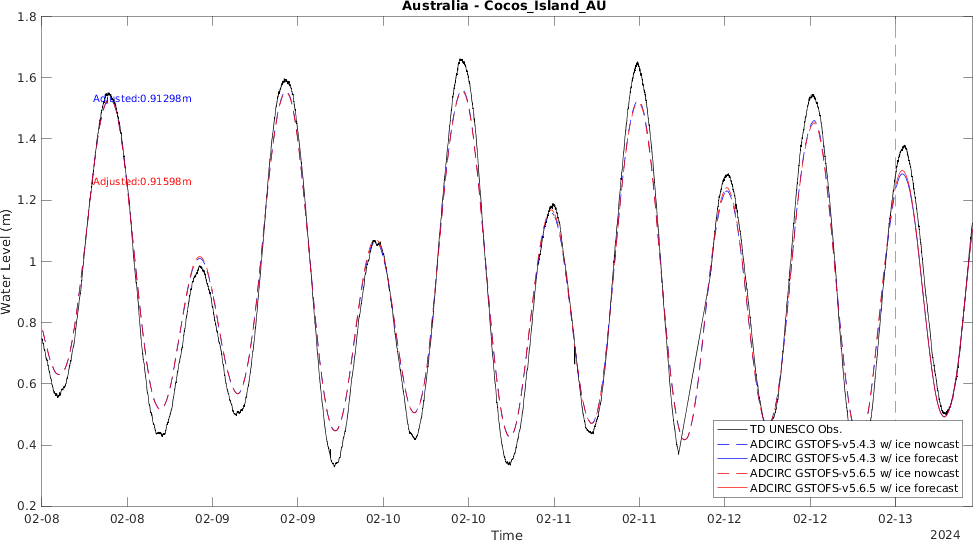 Australia - Cocos_Island_AU
1.8
1.6
1.4
1.2
1
0.8
0.6
0.4
0.2
Water Level (m)
Adjusted:0.91298m
Adjusted:0.91598m
TD UNESCO Obs.
ADCIRC GSTOFS-v5.4.3 w/ ice nowcast
ADCIRC GSTOFS-v5.4.3 w/ ice forecast
ADCIRC GSTOFS-v5.6.5 w/ ice nowcast
ADCIRC GSTOFS-v5.6.5 w/ ice forecast
02-08 02-08 02-09 02-09 02-10 02-10 02-11 02-11 02-12 02-12 02-13
Time
2024